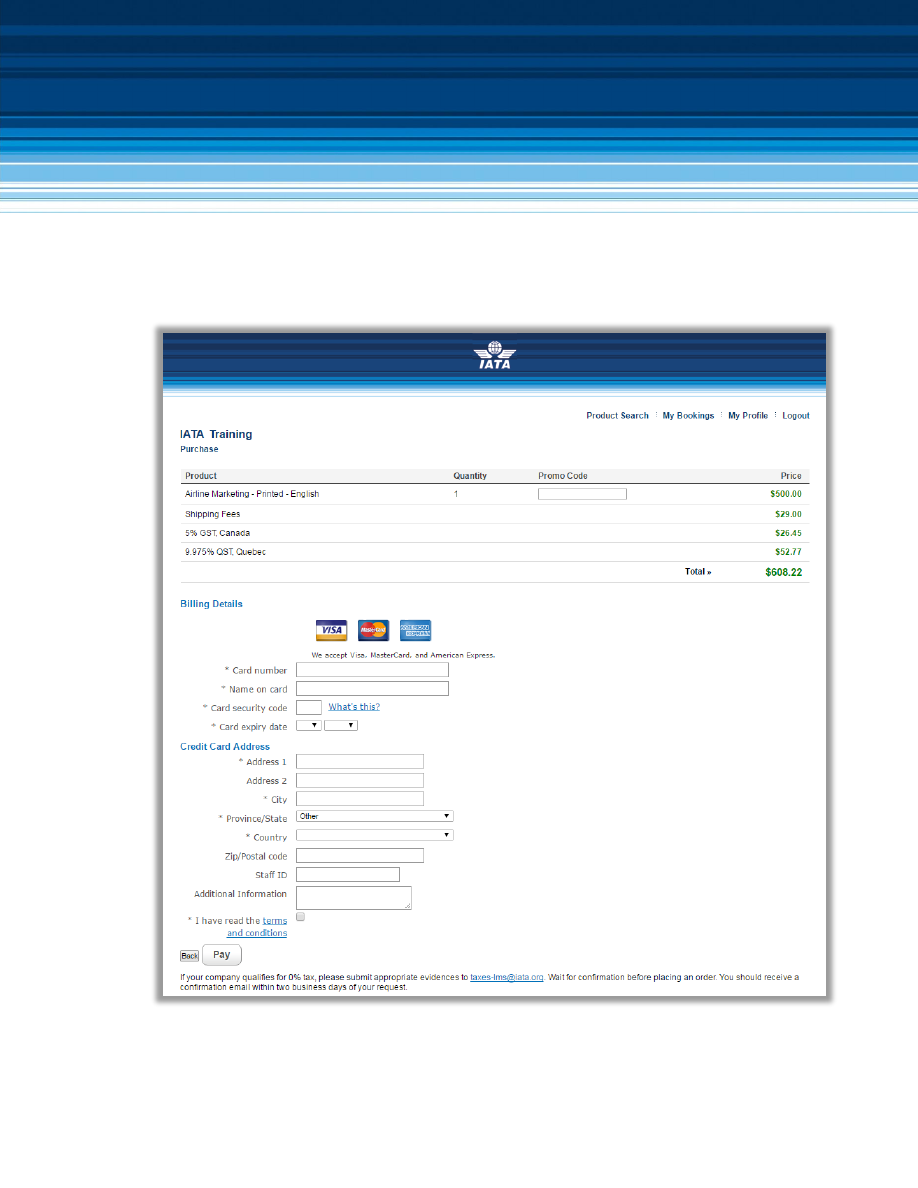 IATA
Product Search : My Bookings : My Profile : Logout
IATA Training
Purchase
Product Quantity Promo Code Price
Airline Marketing - Printed - English 1 $500.00
Shipping Fees $29.00
5% GST, Canada $26.45
9.975% QST, Quebec $52.77
Total » $608.22
Billing Details
VISA MasterCard AMERICAN EXPRESS
We accept Visa, MasterCard, and American Express.
* Card number
* Name on card
* Card security code What's this?
* Card expiry date
Credit Card Address
* Address 1
Address 2
* City
* Province/State Other
* Country
Zip/Postal code
Staff ID
Additional Information
* I have read the terms
and conditions
Back Pay
If your company qualifies for 0% tax, please submit appropriate evidences to taxes-lms@iata.org. Wait for confirmation before placing an order. You should receive a
confirmation email within two business days of your request.